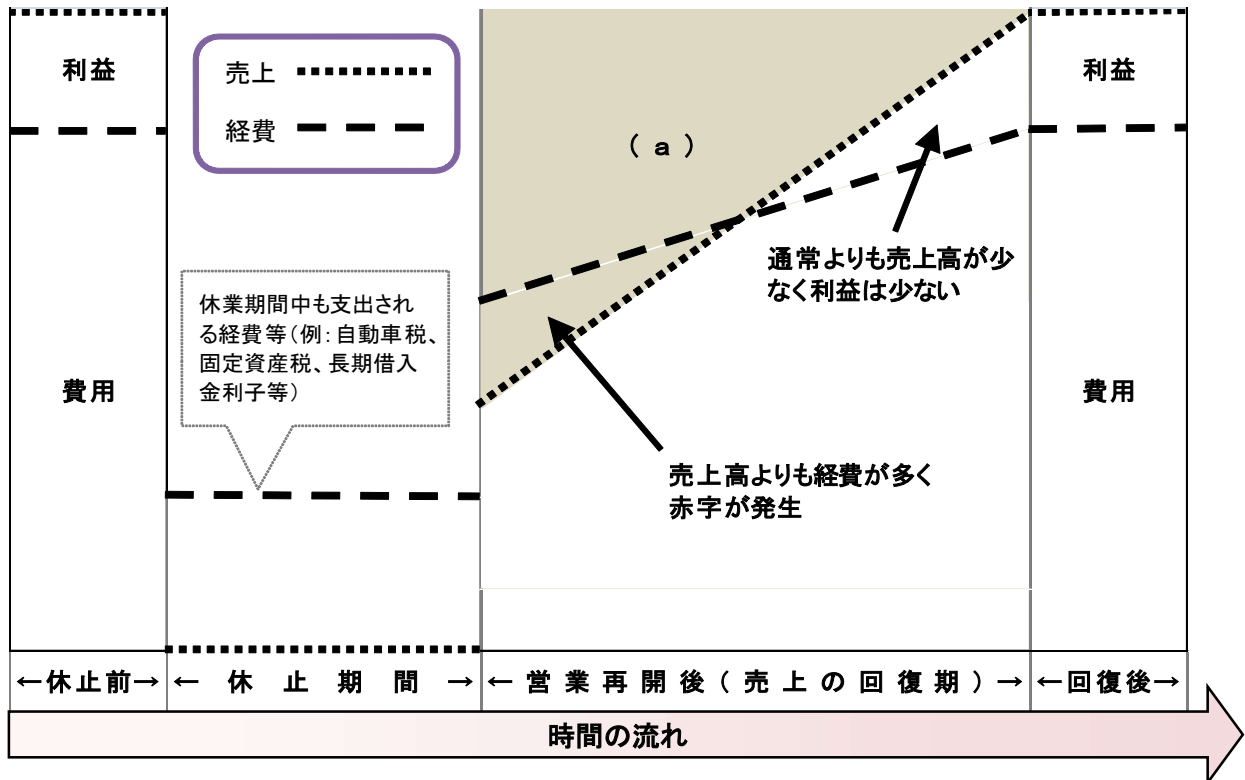 利益
売上
経費
（ａ）
利益
通常よりも売上高が少
なく利益は少ない
休業期間中も支出され
る経費等（例：自動車税、
固定資産税、長期借入
金利子等）
費用
費用
売上高よりも経費が多く
赤字が発生
←休止前→
←休止期間→
←営業再開後（売上の回復期）→
←回復後→
時間の流れ